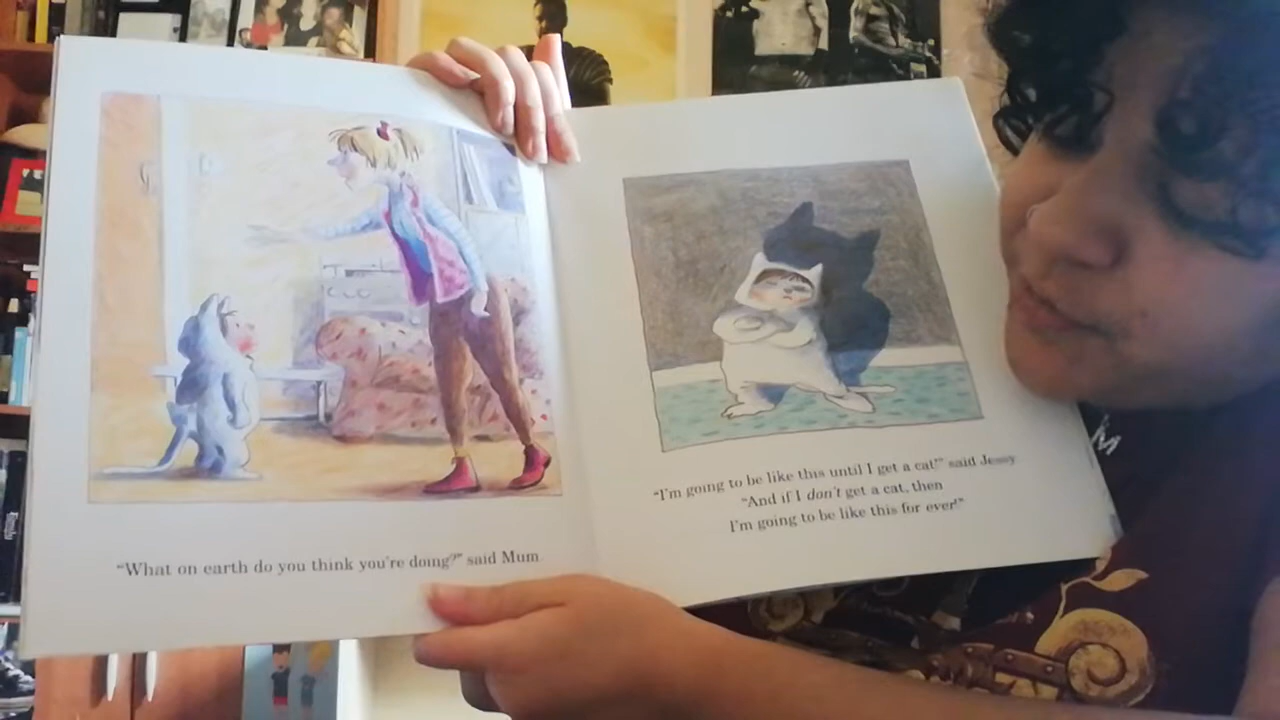 "What on earth do you think you're doing?" said Mum
"I'm going to be like this until I get a cat!" said Jessy
"And if I don't get a cat, then
I'm going to be like this for ever!"
M